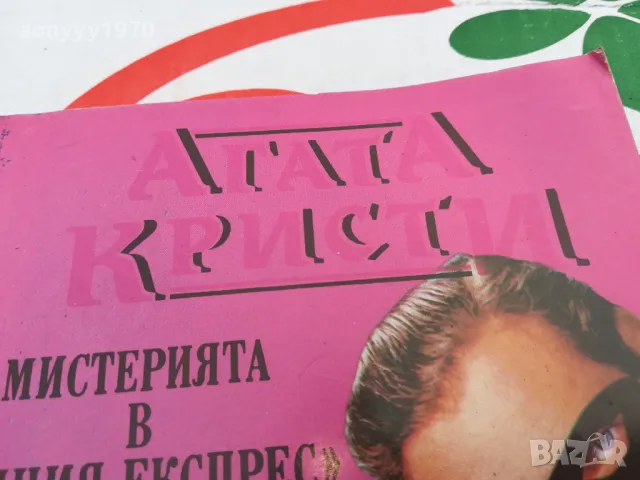 sanyyy1970
АГАТА
КРИСТИ
МИСТЕРИЯТА
В
ЕКСПРЕС»
bazar